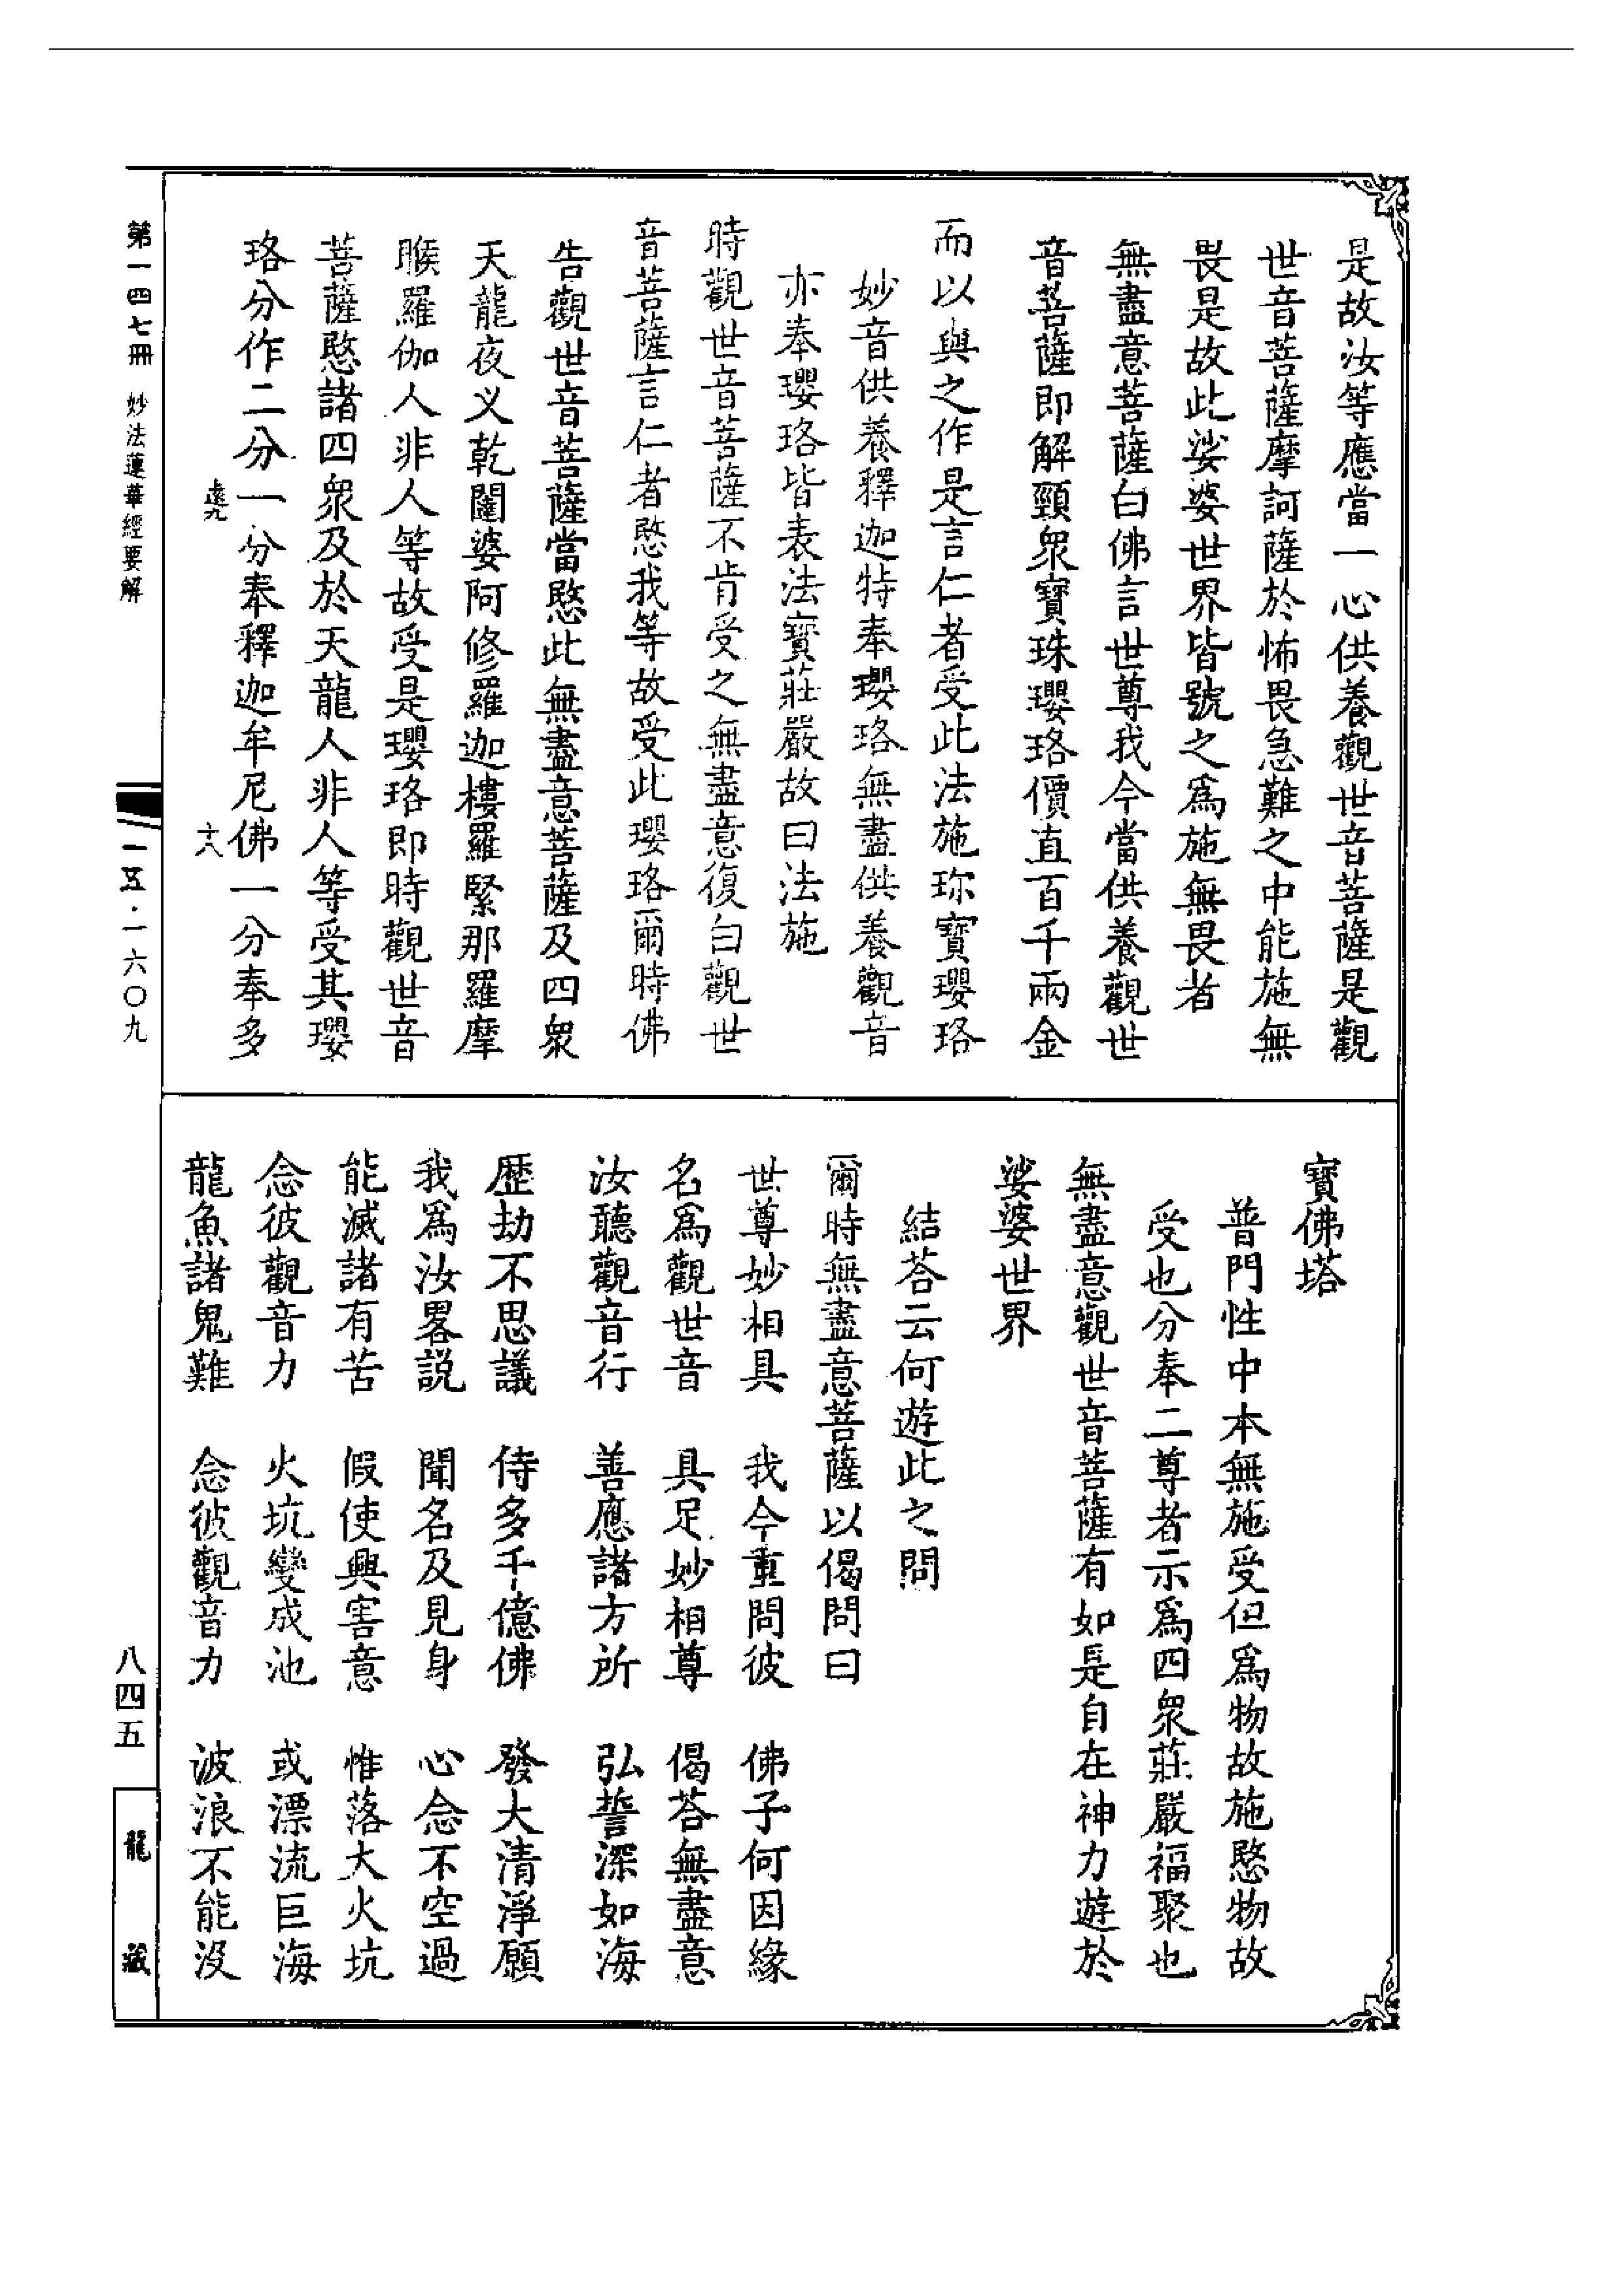 是故汝等應當一心供養觀世音菩薩是觀
世音菩薩摩訶薩於怖畏急難之中能施無
畏是故此娑婆世界皆號之爲施無畏者
無盡意菩薩白佛言世尊我今當供養觀世
音菩薩即解頸衆寶珠瓔珞價直百千兩金
而以與之作是言仁者受此法施珎寶瓔珞
妙音供養釋迦特奉瓔珞無盡供養觀音
亦奉瓔珞皆表法寶莊嚴故曰法施
時觀世音菩薩不肯受之無盡意復白觀世
音菩薩言仁者愍我等故受此瓔珞爾時佛
告觀世音菩薩當愍此無盡意菩薩及四衆
天龍夜义乾闥婆阿修羅迦樓羅緊那羅摩
睺羅伽人非人等故受是瓔珞即時觀世音
菩薩愍諸四衆及於天龍人非人等受其瓔
珞分作二分一分奉釋迦牟尼佛一分奉多
十八
寶佛塔
普門性中本無施受但爲物故施愍物故
受也分奉二尊者示爲四衆莊嚴福聚也
無盡意觀世音菩薩有如是自在神力遊於
娑婆世界
結荅云何遊此之問
爾時無盡意菩薩以偈問曰
世尊妙相具 我今重問彼 佛子何因緣
名爲觀世音 具足妙相尊 偈荅無盡意
汝聽觀音行 善應諸方所 弘誓深如海
歷劫不思議 侍多千億佛 發大清淨願
我爲汝畧説 聞名及見身 心念不空過
能滅諸有苦 假使興害意 惟落大火坑
念彼觀音力 火坑變成池 或漂流巨海
龍魚諸鬼難 念彼觀音力 波浪不能没
第一四七冊 妙法蓮華經要解
一五·一六〇九
八四五
龍藏